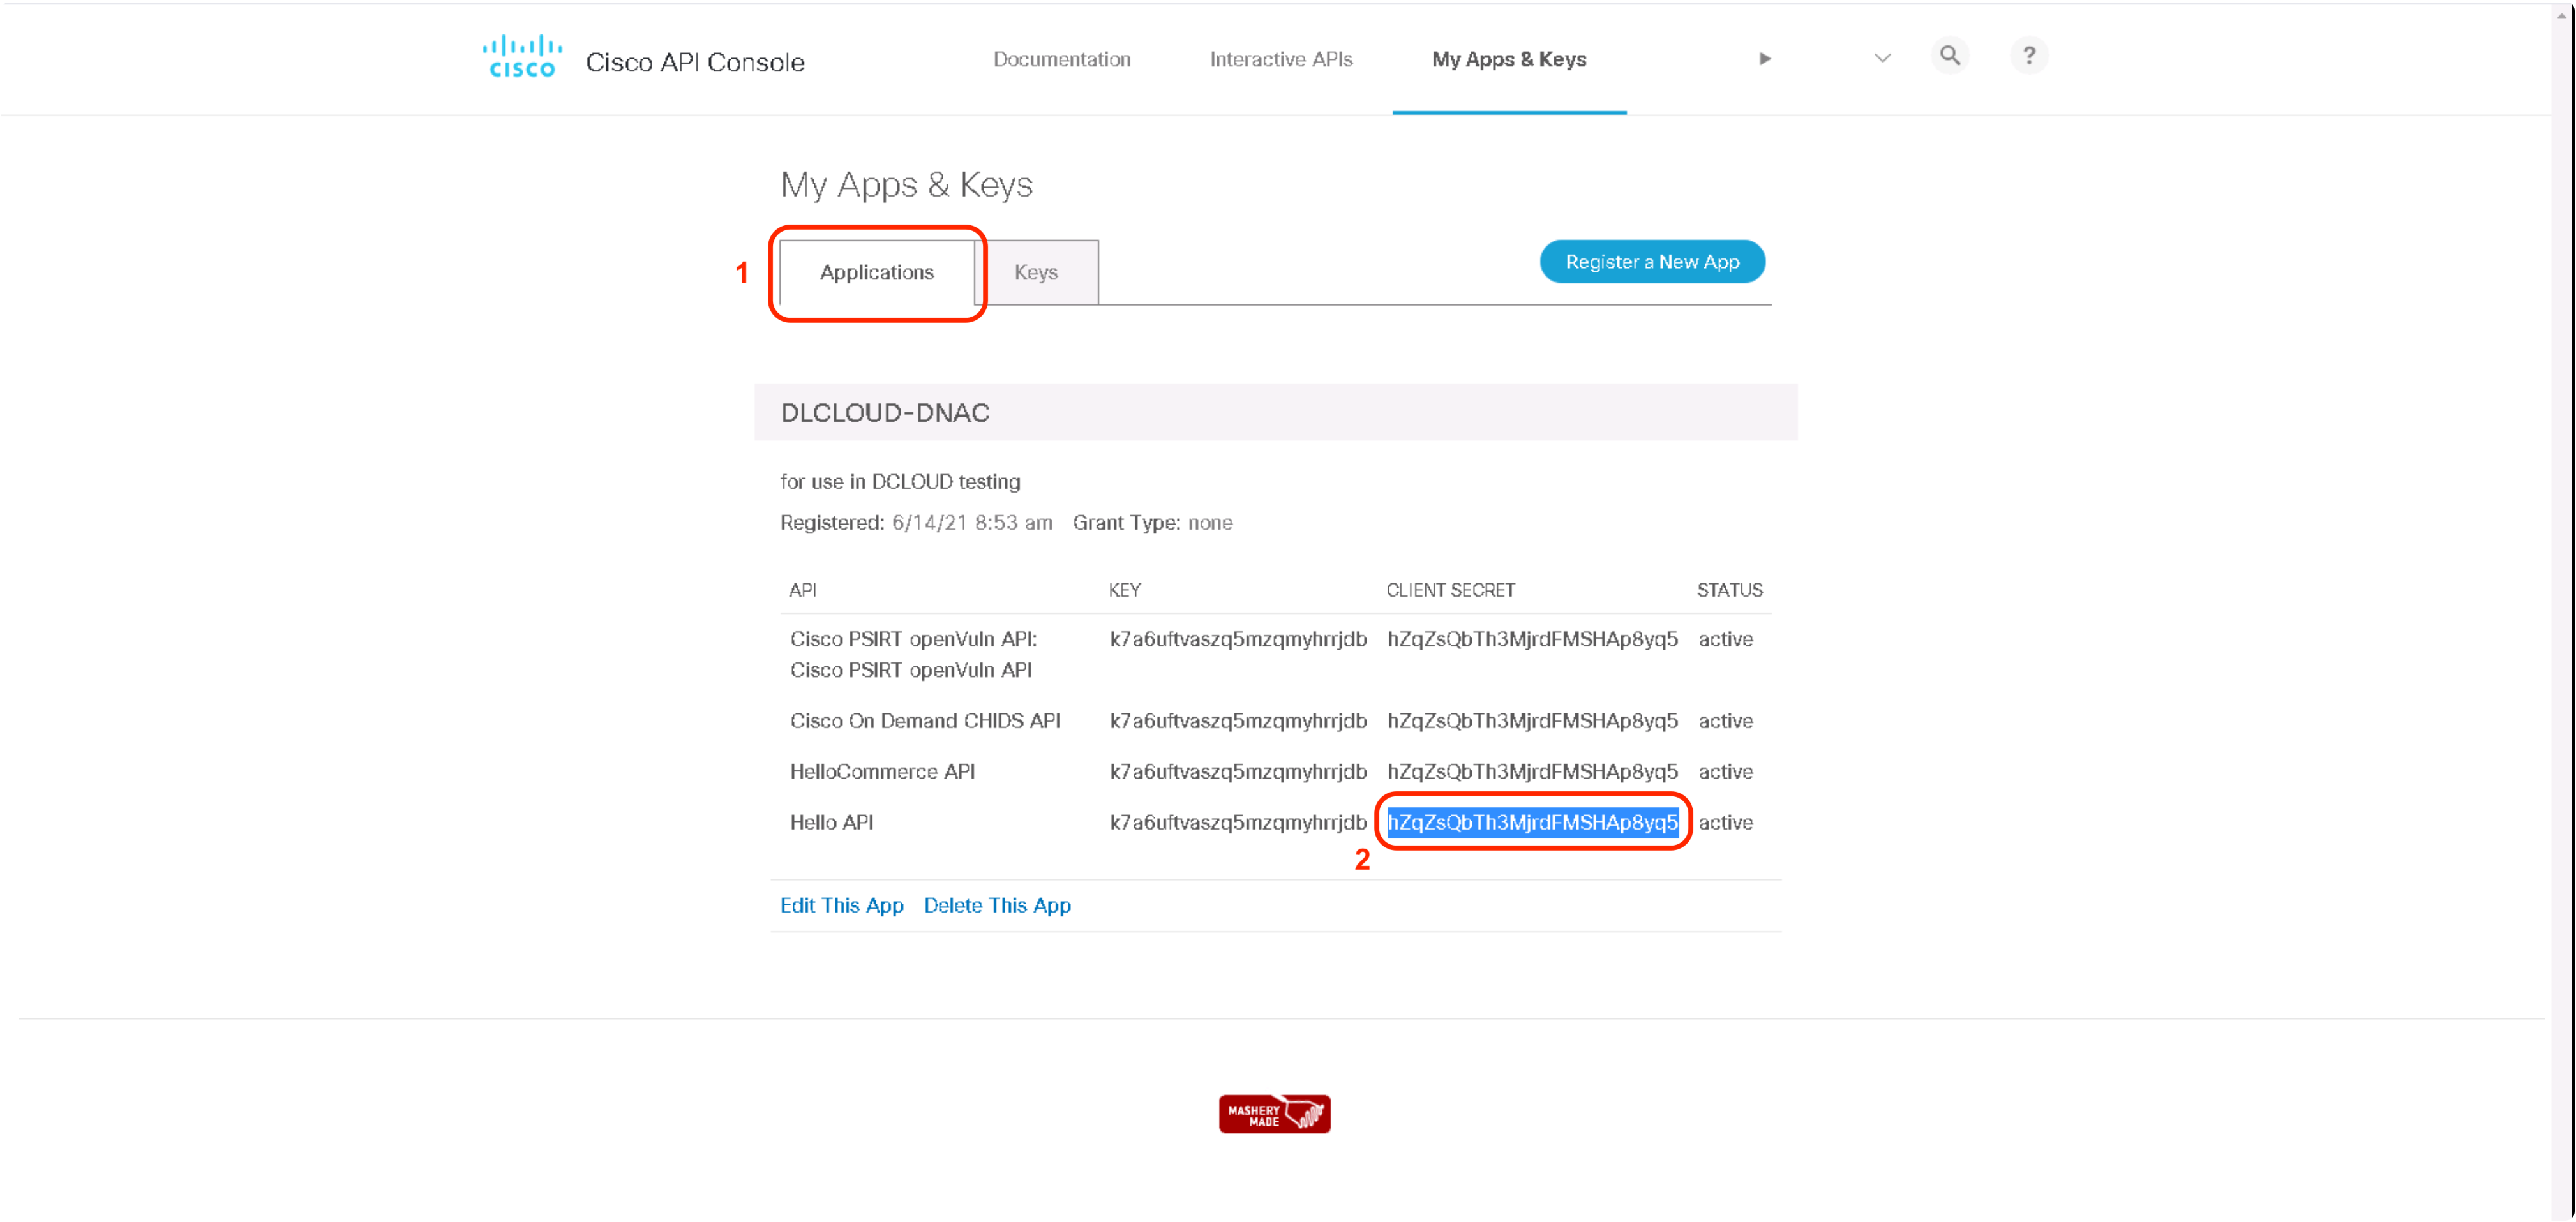 CISCO
Cisco API Console
Documentation
Interactive APIs
My Apps & Keys
?
My Apps & Keys
1
Applications
Keys
Register a New App
DLCLOUD-DNAC
for use in DCLOUD testing
Registered: 6/14/21 8:53 am Grant Type: none
API KEY CLIENT SECRET STATUS
Cisco PSIRT openVuln API: k7a6uftvaszq5mzqmyhrrjdb hZqZsQbTh3MjrdFMSHAp8yq5 active
Cisco PSIRT openVuln API
Cisco On Demand CHIDS API k7a6uftvaszq5mzqmyhrrjdb hZqZsQbTh3MjrdFMSHAp8yq5 active
HelloCommerce API k7a6uftvaszq5mzqmyhrrjdb hZqZsQbTh3MjrdFMSHAp8yq5 active
Hello API k7a6uftvaszq5mzqmyhrrjdb hZqZsQbTh3MjrdFMSHAp8yq5 active
2
Edit This App Delete This App
MASHERY
MADE